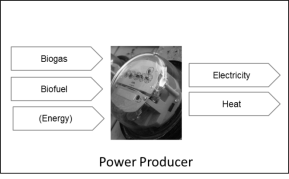 Biogas
Biofuel
(Energy)
Electricity
Heat
Power Producer